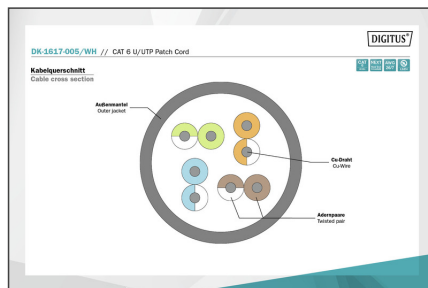 DIGITUS®
DK-1617-005/WH // CAT 6 U/UTP Patch Cord
Kabelquerschnitt
Cable cross section
Außenmantel
Outer jacket
Cu-Draht
Cu-Wire
Adernpaare
Twisted pair